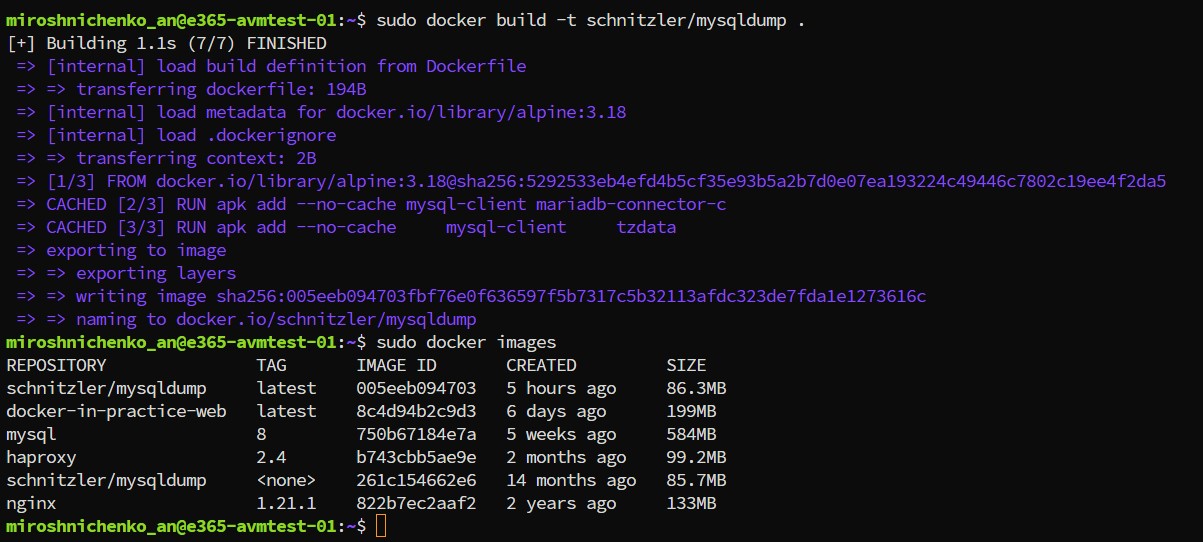 miroshnichenko_an@e365-avmtest-01:~$ sudo docker build -t schnitzler/mysqldump .
[+] Building 1.1s (7/7) FINISHED
=> [internal] load build definition from Dockerfile
=> => transferring dockerfile: 194B
=> [internal] load metadata for docker.io/library/alpine:3.18
=> [internal] load .dockerignore
=> => transferring context: 2B
=> [1/3] FROM docker.io/library/alpine:3.18@sha256:5292533eb4efd4b5cf35e93b5a2b7d0e07ea193224c49446c7802c19ee4f2da5
=> CACHED [2/3] RUN apk add --no-cache mysql-client mariadb-connector-c
=> CACHED [3/3] RUN apk add --no-cache     mysql-client     tzdata
=> exporting to image
=> => exporting layers
=> => writing image sha256:005eeb094703fbf76e0f636597f5b7317c5b32113afdc323de7fda1e1273616c
=> => naming to docker.io/schnitzler/mysqldump
miroshnichenko_an@e365-avmtest-01:~$ sudo docker images
REPOSITORY               TAG       IMAGE ID       CREATED         SIZE
schnitzler/mysqldump     latest    005eeb094703   5 hours ago     86.3MB
docker-in-practice-web   latest    8c4d94b2c9d3   6 days ago      199MB
mysql                    8         750b67184e7a   5 weeks ago     584MB
haproxy                  2.4       b743cbb5ae9e   2 months ago    99.2MB
schnitzler/mysqldump     <none>    261c154662e6   14 months ago   85.7MB
nginx                    1.21.1    822b7ec2aaf2   2 years ago     133MB
miroshnichenko_an@e365-avmtest-01:~$